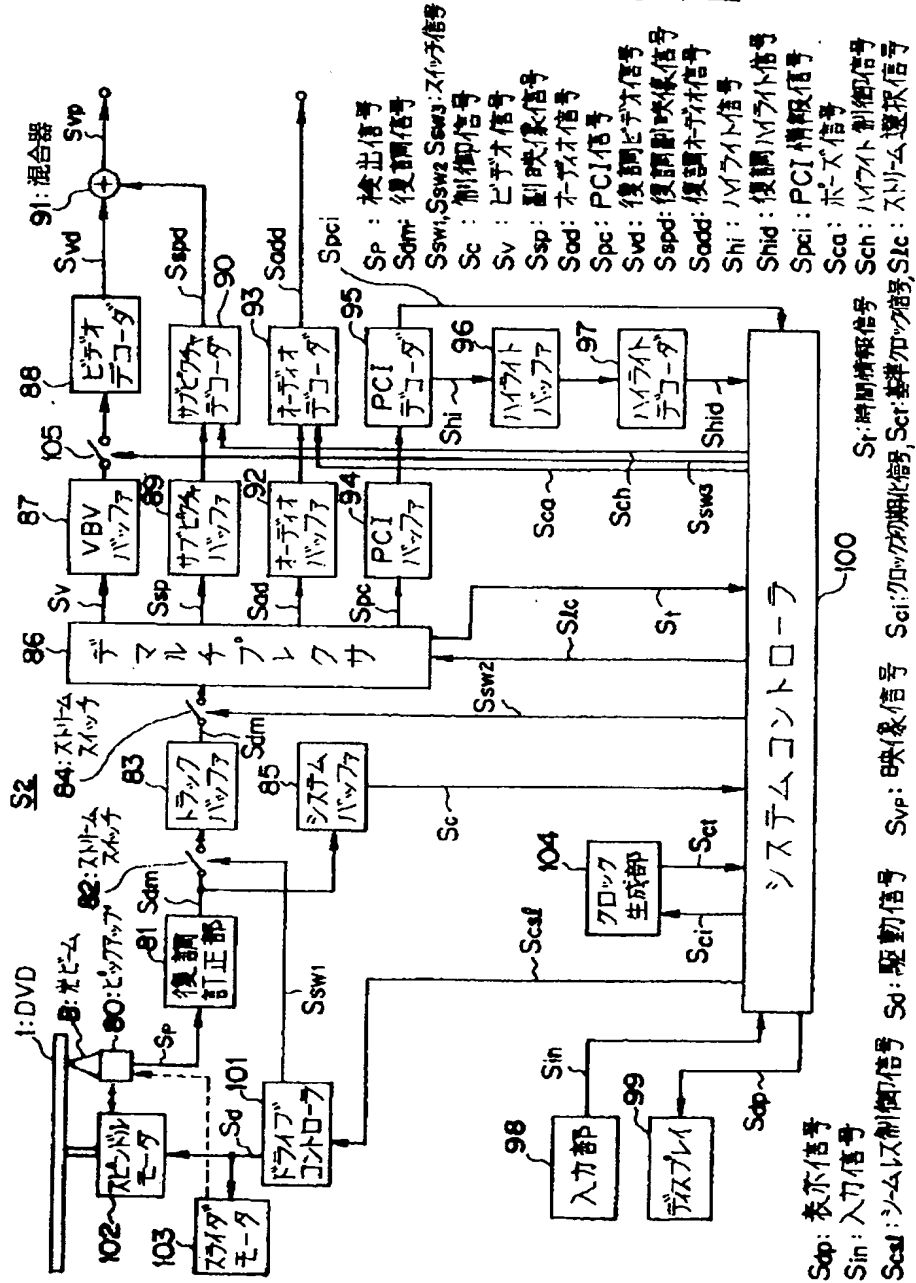 S2
1:DVD
8:光ビーム
80:ピックアップ
82:ストリーム
スイッチ
84:ストリーム
スイッチ
91:混合器
102
スピンドル
モータ
103
スライダ
モータ
101
ドライブ
コントローラ
Sd
Sp
81
復調
訂正部
Sdm
Ssw1
83
トラック
バッファ
Sdm
85
システム
バッファ
Sc
86
デマルチプレクサ
Sv
Ssp
Sad
Spc
87
VBV
バッファ
105
88
ビデオ
デコーダ
Svd
Svp
89
サブピクチャ
バッファ
90
サブピクチャ
デコーダ
Sspd
92
オーディオ
バッファ
93
オーディオ
デコーダ
Sadd
94
PCI
バッファ
95
PCI
デコーダ
Spci
Shi
96
ハイライト
バッファ
97
ハイライト
デコーダ
Shid
Sca
Sch
Ssw3
Ssw2
Slc
St
98
入力部
Sin
99
ディスプレイ
Sdp
104
クロック
生成部
Sci
Sct
Scsl
100
システムコントローラ
Sp:検出信号
Sdm:復調信号
Ssw1,Ssw2 Ssw3:スイッチ信号
Sc:制御信号
Sv:ビデオ信号
Ssp:副映像信号
Sad:オーディオ信号
Spc:PCI信号
Svd:復調ビデオ信号
Sspd:復調副映像信号
Sadd:復調オーディオ信号
Shi:ハイライト信号
Shid:復調ハイライト信号
Spci:PCI情報信号
Sca:ポーズ信号
Sch:ハイライト制御信号
St:時間情報信号
Sci:クロック初期化信号,Sct:基準クロック信号,Slc:ストリーム選択信号
Sdp:表示信号
Sin:入力信号
Scsl:シームレス制御信号 Sd:駆動信号 Svp:映像信号